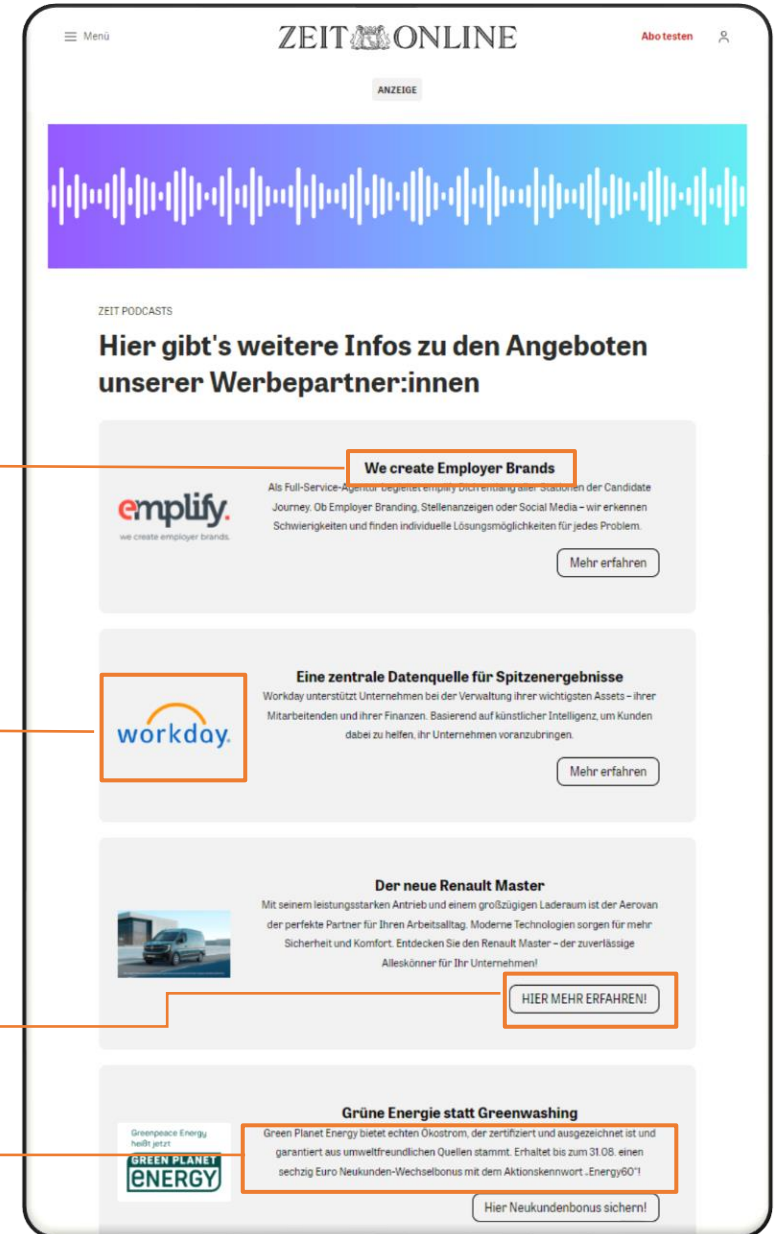 Menü
ZEIT ONLINE
Abo testen
ANZEIGE
ZEIT PODCASTS
Hier gibt's weitere Infos zu den Angeboten
unserer Werbepartner:innen
emplify.
we create employer brands.
We create Employer Brands
Als Full-Service-Agentur begleitet emplify Dich entlang aller Stationen der Candidate
Journey. Ob Employer Branding, Stellenanzeigen oder Social Media – wir erkennen
Schwierigkeiten und finden individuelle Lösungsmöglichkeiten für jedes Problem.
Mehr erfahren
workday.
Eine zentrale Datenquelle für Spitzenergebnisse
Workday unterstützt Unternehmen bei der Verwaltung ihrer wichtigsten Assets – ihrer
Mitarbeitenden und ihrer Finanzen. Basierend auf künstlicher Intelligenz, um Kunden
dabei zu helfen, ihr Unternehmen voranzubringen.
Mehr erfahren
Der neue Renault Master
Mit seinem leistungsstarken Antrieb und einem großzügigen Laderaum ist der Aerovan
der perfekte Partner für Ihren Arbeitsalltag. Moderne Technologien sorgen für mehr
Sicherheit und Komfort. Entdecken Sie den Renault Master – der zuverlässige
Alleskönner für Ihr Unternehmen!
HIER MEHR ERFAHREN!
Greenpeace Energy
heißt jetzt
GREEN PLANET
ENERGY
Grüne Energie statt Greenwashing
Green Planet Energy bietet echten Ökostrom, der zertifiziert und ausgezeichnet ist und
garantiert aus umweltfreundlichen Quellen stammt. Erhaltet bis zum 31.08. einen
sechzig Euro Neukunden-Wechselbonus mit dem Aktionskennwort „Energy60"!
Hier Neukundenbonus sichern!